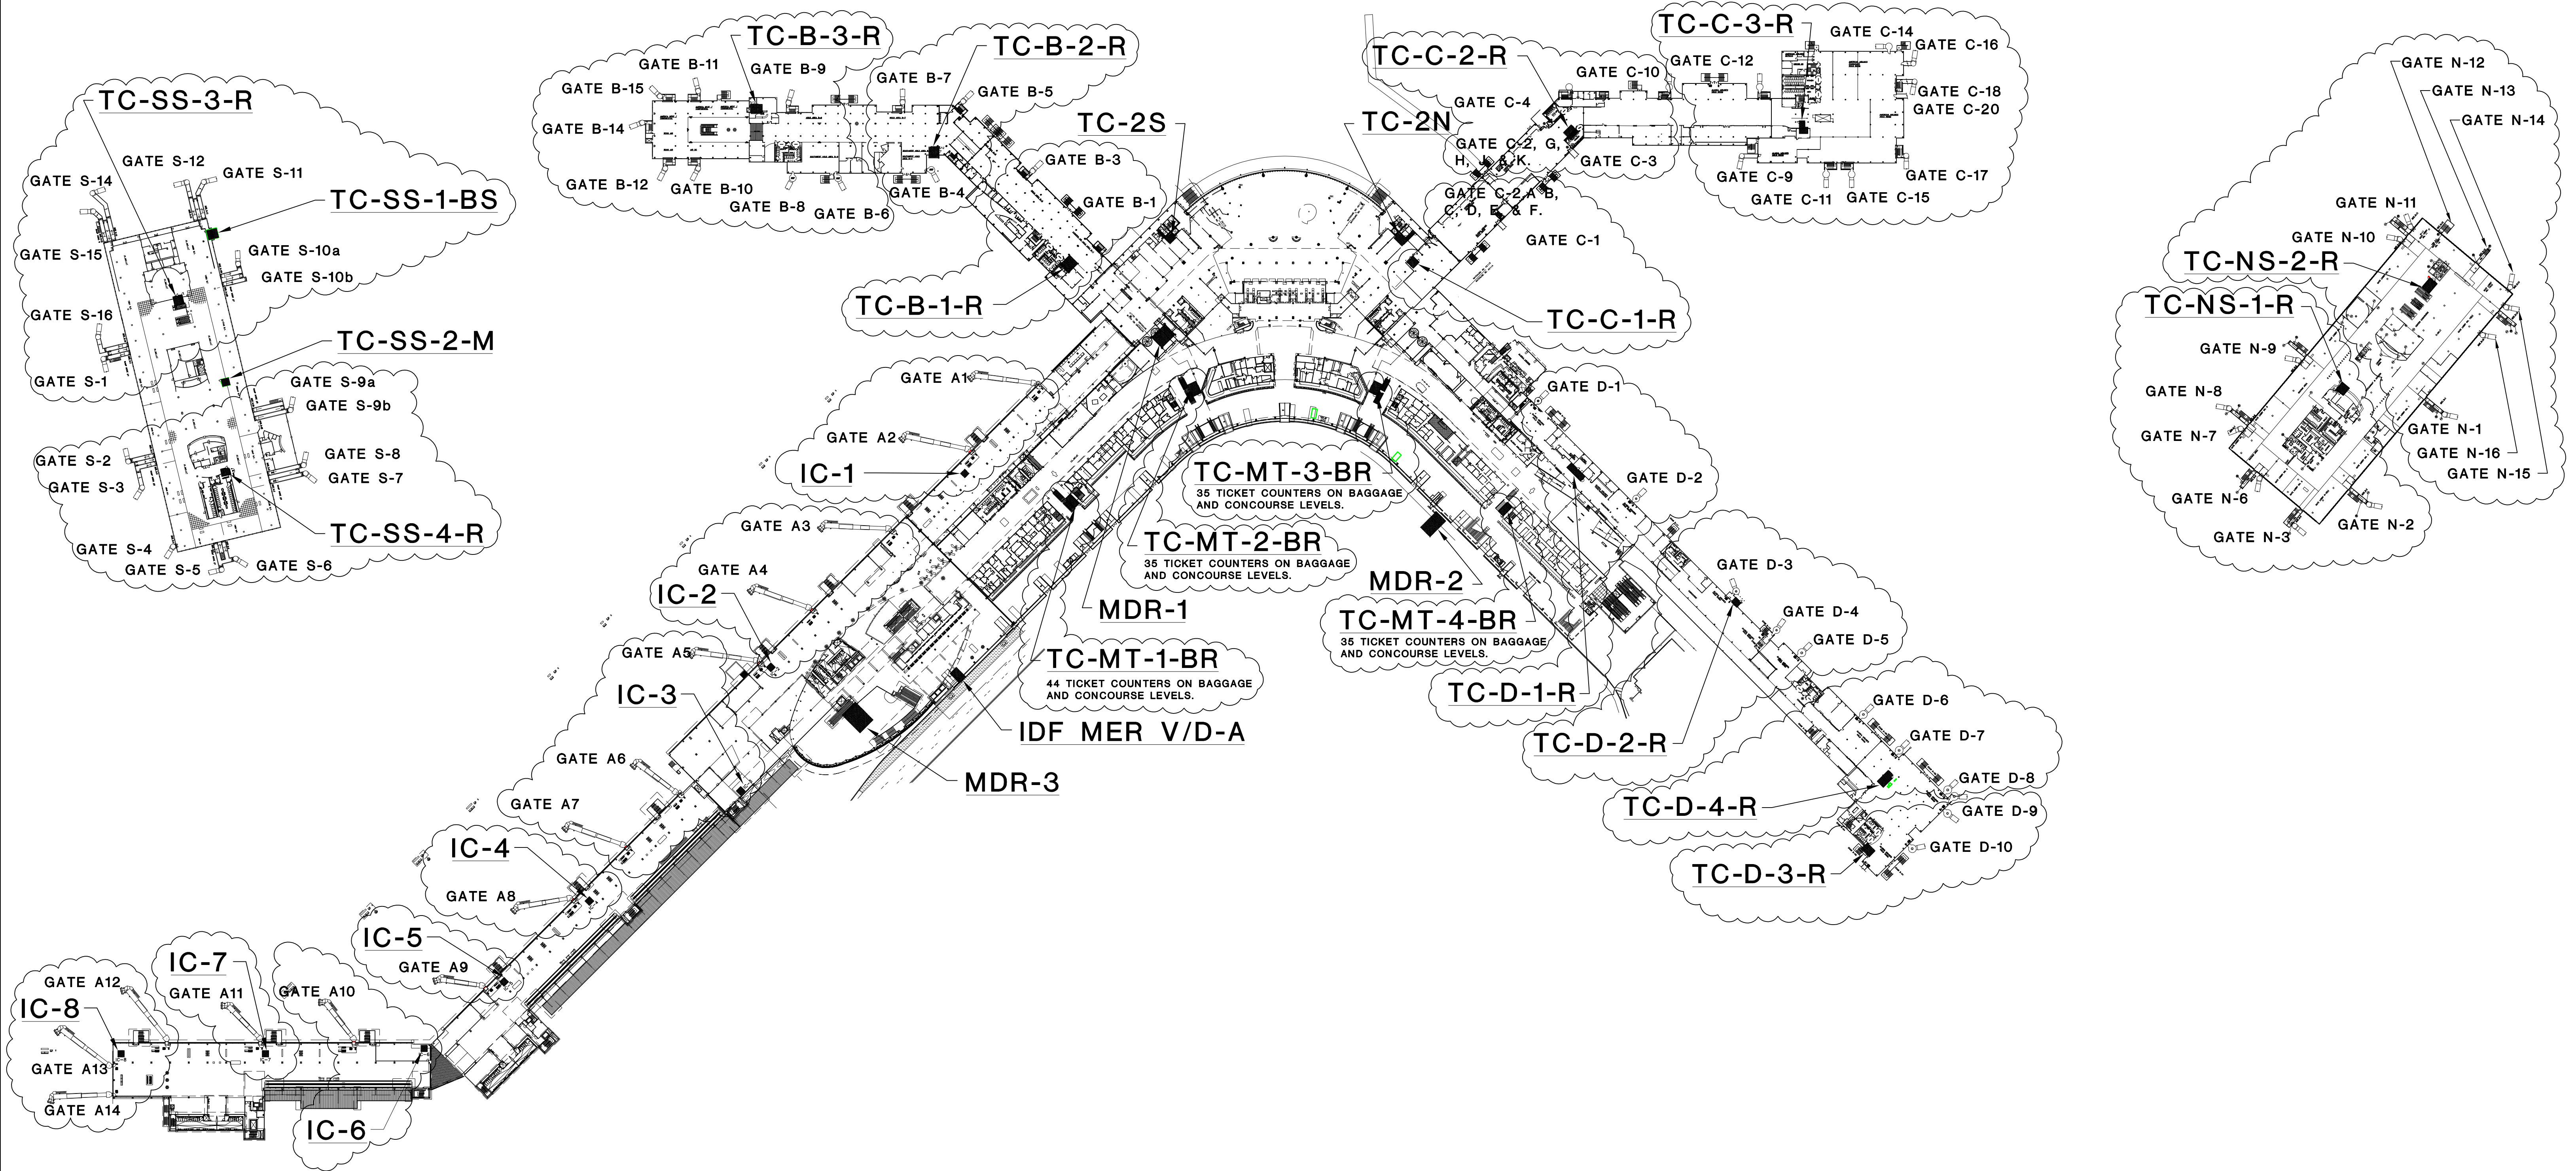 TC-SS-3-R
GATE S-12
GATE S-11
GATE S-14
TC-SS-1-BS
GATE S-15
GATE S-10a
GATE S-10b
GATE S-16
TC-SS-2-M
GATE S-1
GATE S-9a
GATE S-9b
GATE S-2
GATE S-8
GATE S-3
GATE S-7
TC-SS-4-R
GATE S-4
GATE S-5
GATE S-6
TC-B-3-R
TC-B-2-R
GATE B-11
GATE B-9
GATE B-7
GATE B-15
GATE B-5
GATE B-14
GATE B-3
GATE B-12
GATE B-10
GATE B-8
GATE B-6
GATE B-4
GATE B-1
TC-B-1-R
TC-2S
TC-2N
TC-C-2-R
TC-C-3-R
GATE C-14
GATE C-16
GATE C-10
GATE C-12
GATE C-18
GATE C-20
GATE C-4
GATE C-2, G,
H, J, & K.
GATE C-3
GATE C-9
GATE C-17
GATE C-11
GATE C-15
GATE C-2,A B,
C, D, E, & F.
GATE C-1
TC-C-1-R
GATE N-12
GATE N-13
GATE N-14
GATE N-11
GATE N-10
TC-NS-2-R
TC-NS-1-R
GATE N-9
GATE N-8
GATE N-7
GATE N-1
GATE N-16
GATE N-15
GATE N-6
GATE N-3
GATE N-2
GATE A1
GATE A2
IC-1
GATE A3
GATE A4
IC-2
GATE A5
IC-3
GATE A6
GATE A7
IC-4
GATE A8
IC-5
GATE A9
IC-7
GATE A12
GATE A11
GATE A10
IC-8
GATE A13
GATE A14
IC-6
TC-MT-3-BR
35 TICKET COUNTERS ON BAGGAGE
AND CONCOURSE LEVELS.
TC-MT-2-BR
35 TICKET COUNTERS ON BAGGAGE
AND CONCOURSE LEVELS.
MDR-1
MDR-2
TC-MT-4-BR
35 TICKET COUNTERS ON BAGGAGE
AND CONCOURSE LEVELS.
TC-MT-1-BR
44 TICKET COUNTERS ON BAGGAGE
AND CONCOURSE LEVELS.
IDF MER V/D-A
MDR-3
GATE D-1
GATE D-2
GATE D-3
GATE D-4
GATE D-5
TC-D-1-R
TC-D-2-R
GATE D-6
GATE D-7
GATE D-8
GATE D-9
TC-D-4-R
GATE D-10
TC-D-3-R